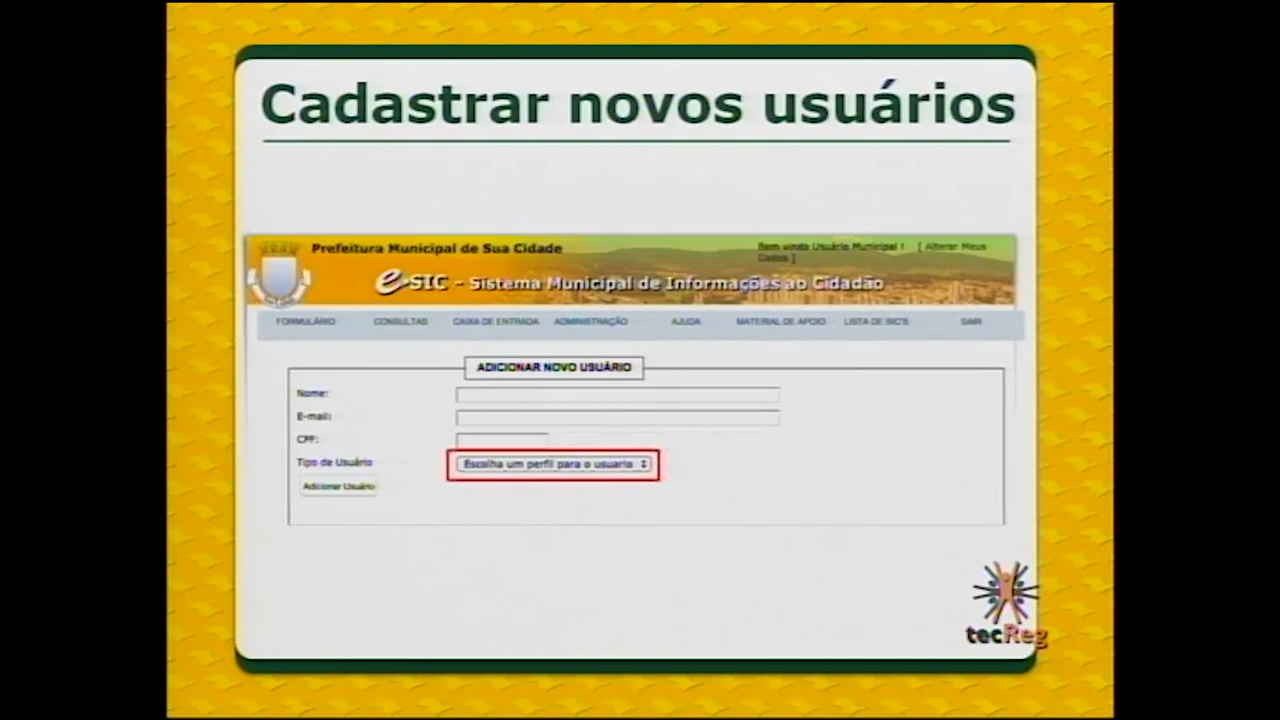 Cadastrar novos usuários
Prefeitura Municipal de Sua Cidade
Bem vindo Usuário Municipal ! [ Alterar Meus
Dados ]
e-SIC - Sistema Municipal de Informações ao Cidadão
FORMULÁRIO CONSULTAS CAIXA DE ENTRADA ADMINISTRAÇÃO AJUDA MATERIAL DE APOIO LISTA DE SIC'S SAIR
ADICIONAR NOVO USUÁRIO
Nome:
E-mail:
CPF:
Tipo de Usuário Escolha um perfil para o usuario
Adicionar Usuário
tecReg